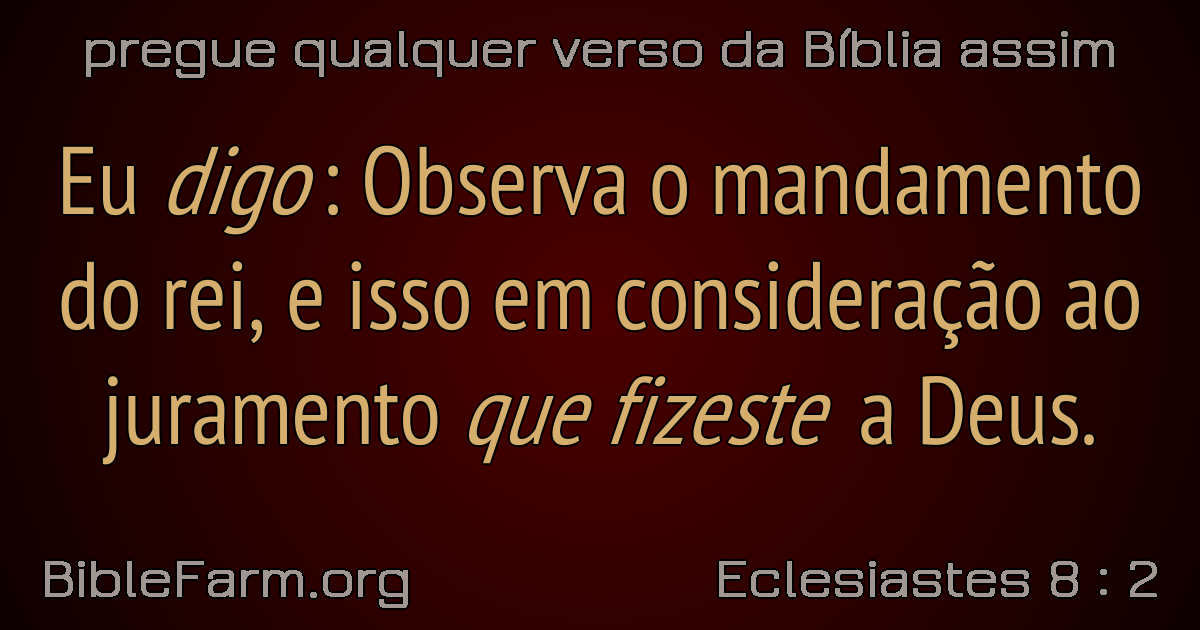 pregue qualquer verso da Bíblia assim
Eu digo: Observa o mandamento
do rei, e isso em consideração ao
juramento que fizeste a Deus.
BibleFarm.org
Eclesiastes 8 : 2